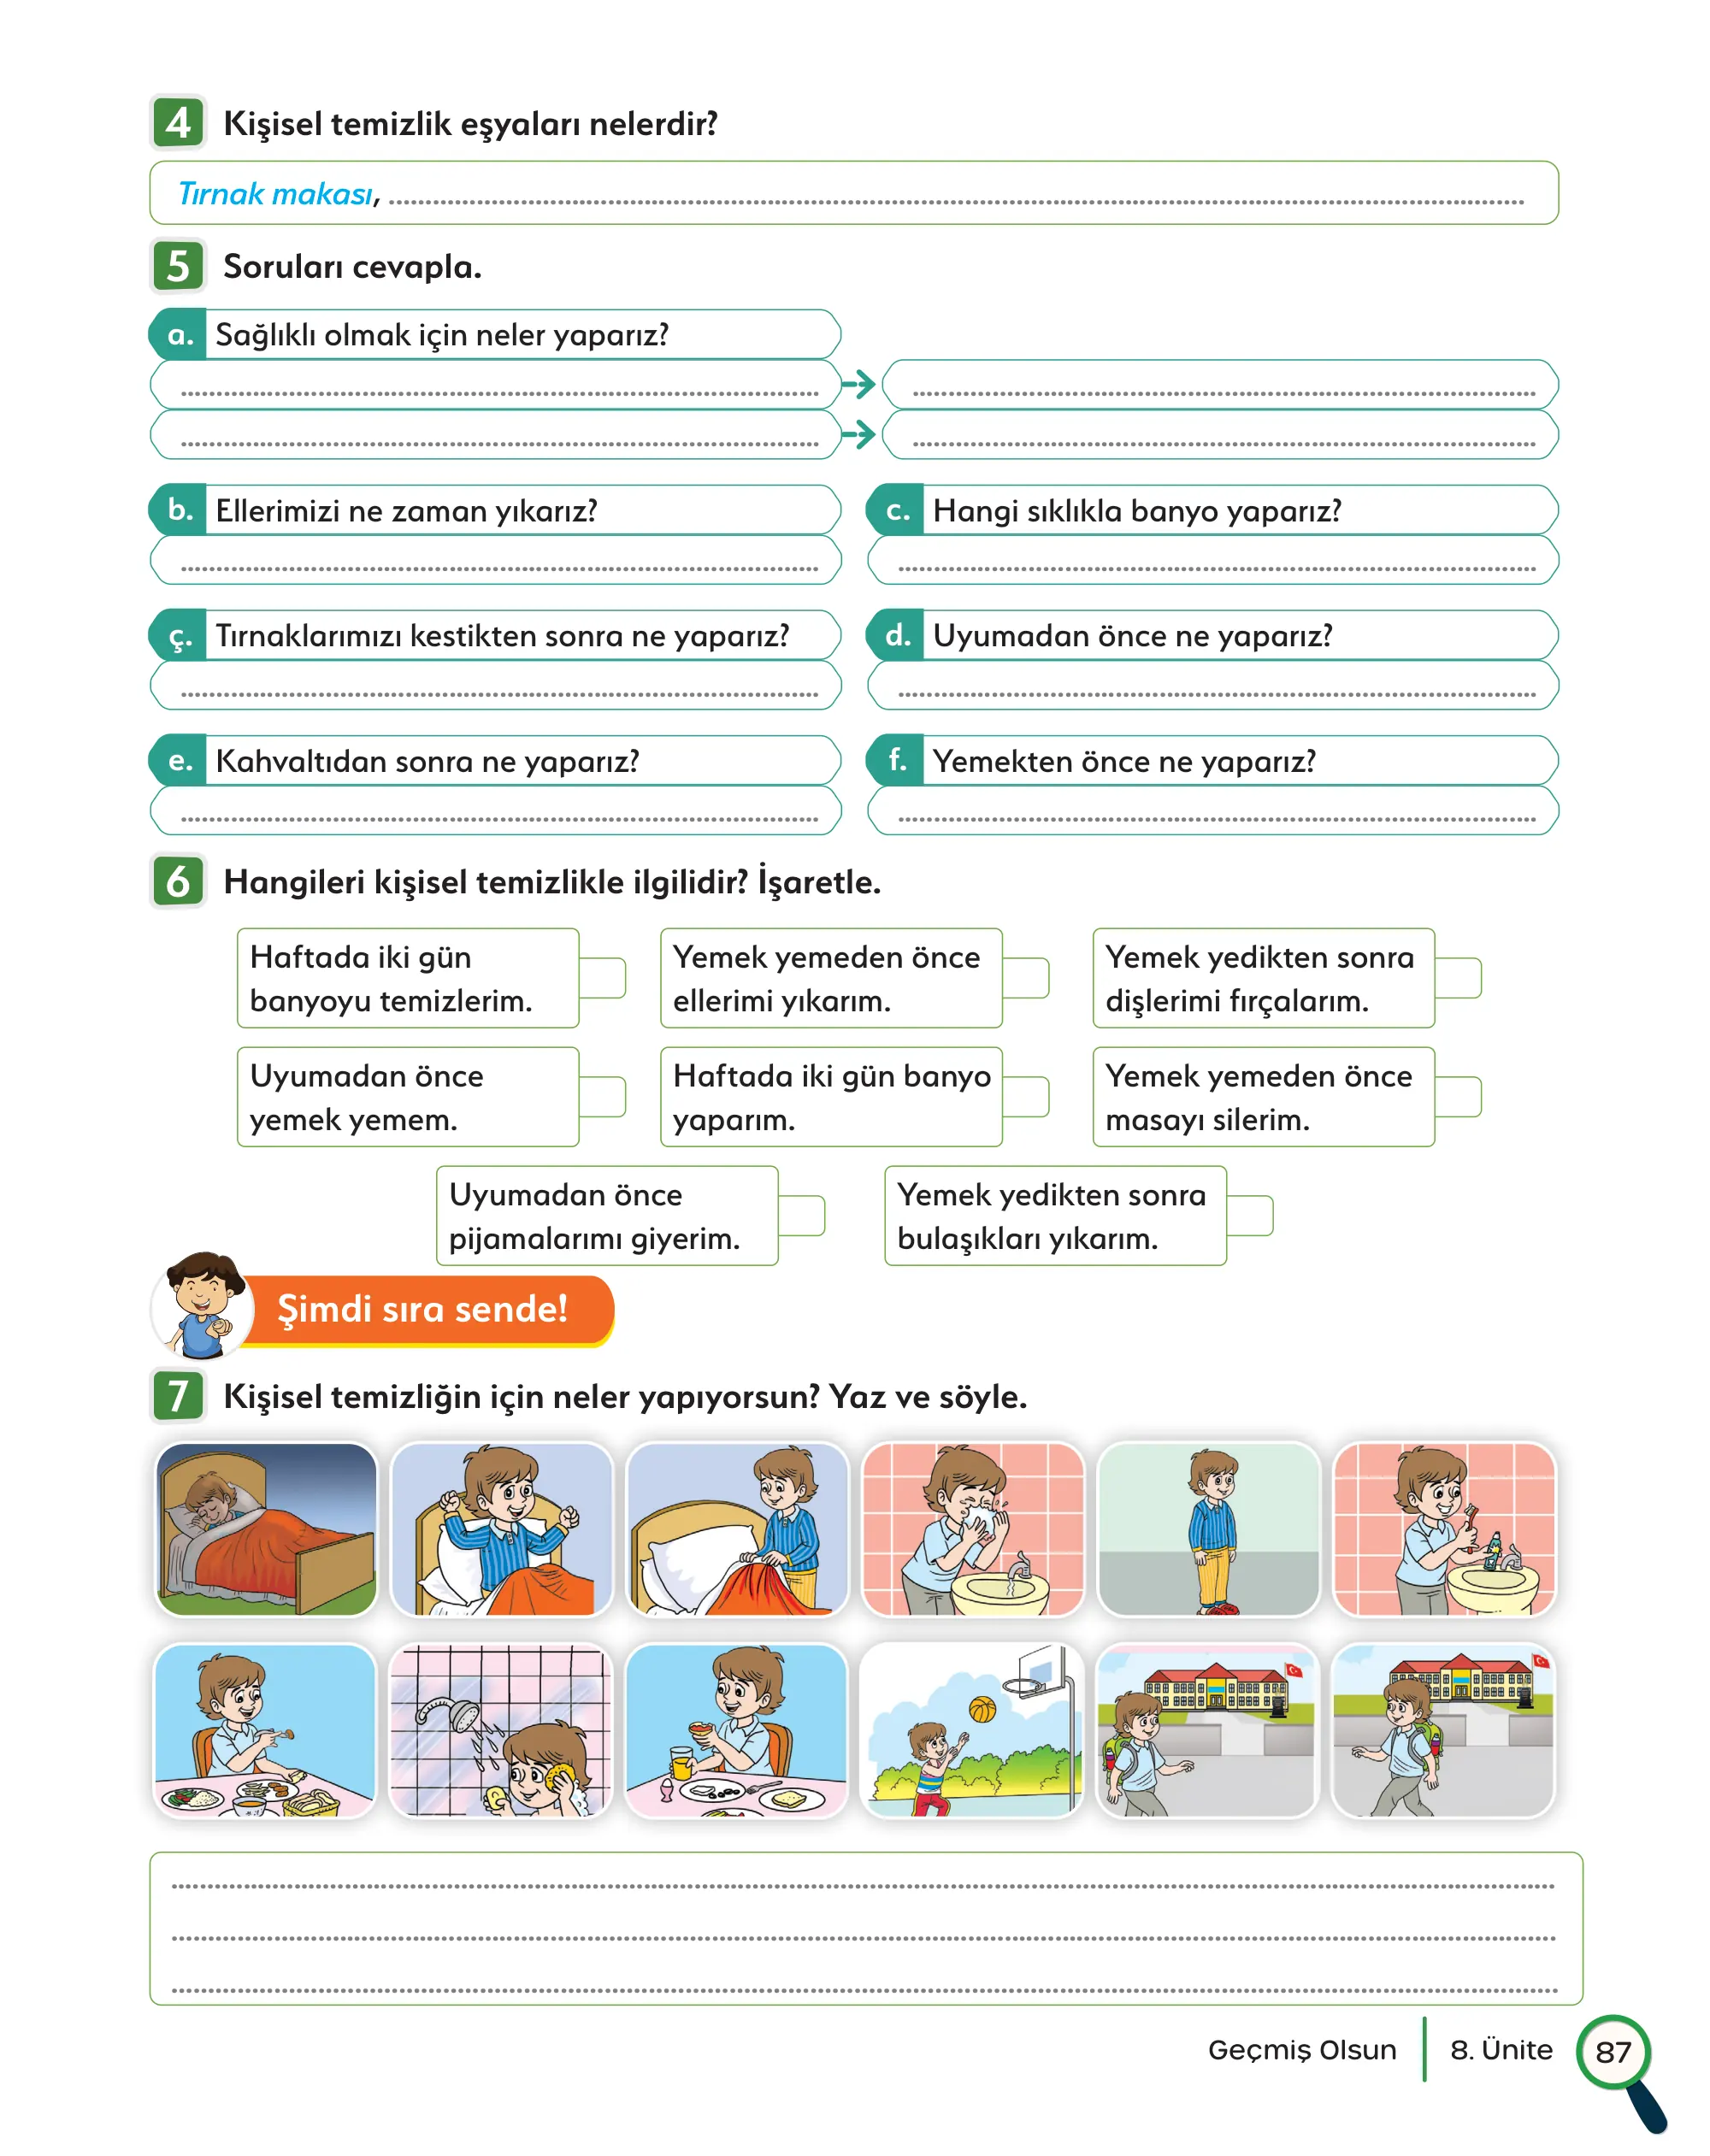 4 Kişisel temizlik eşyaları nelerdir?
Tırnak makası,
5 Soruları cevapla.
a. Sağlıklı olmak için neler yaparız?
b. Ellerimizi ne zaman yıkarız?
c. Hangi sıklıkla banyo yaparız?
ç. Tırnaklarımızı kestikten sonra ne yaparız?
d. Uyumadan önce ne yaparız?
e. Kahvaltıdan sonra ne yaparız?
f. Yemekten önce ne yaparız?
6 Hangileri kişisel temizlikle ilgilidir? İşaretle.
Haftada iki gün
banyoyu temizlerim.
Yemek yemeden önce
ellerimi yıkarım.
Yemek yedikten sonra
dişlerimi fırçalarım.
Uyumadan önce
yemek yemem.
Haftada iki gün banyo
yaparım.
Yemek yemeden önce
masayı silerim.
Uyumadan önce
pijamalarımı giyerim.
Yemek yedikten sonra
bulaşıkları yıkarım.
Şimdi sıra sende!
7 Kişisel temizliğin için neler yapıyorsun? Yaz ve söyle.
Geçmiş Olsun
8. Ünite
87